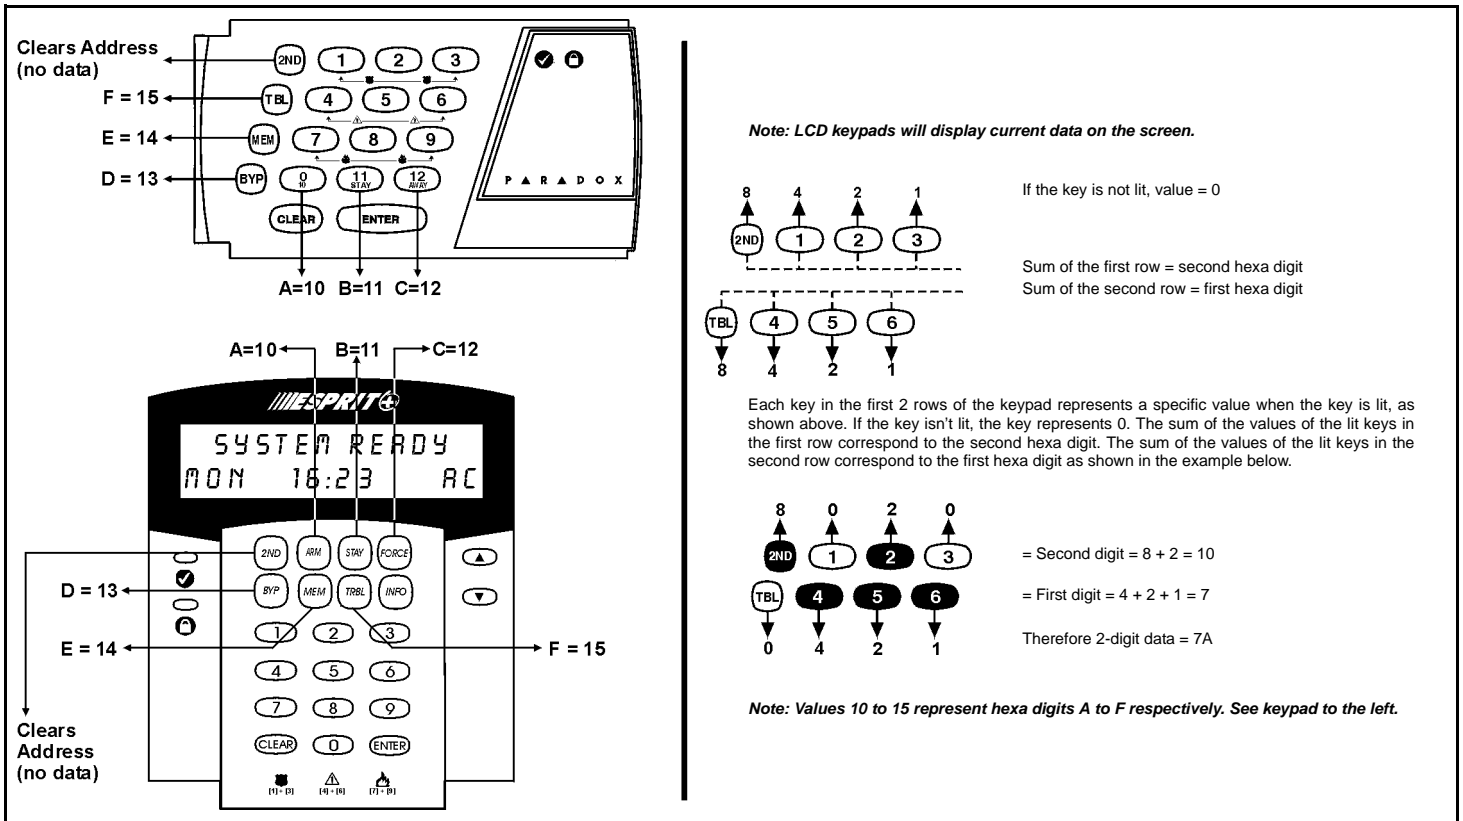 Clears Address
(no data)
F = 15
E = 14
D = 13
2ND 1 2 3
TBL 4 5 6
MEM 7 8 9
BYP 0 10 11 STAY 12 AWAY
CLEAR ENTER
PARADOX
A=10 B=11 C=12
A=10 B=11 C=12
ESPRIT+
SYSTEM READY
MON 16:23 AC
2ND ARM STAY FORCE
BYP MEM TRBL INFO
D = 13
1 2 3
E = 14
F = 15
4 5 6
7 8 9
CLEAR 0 ENTER
[1] + [3] [4] + [6] [7] + [9]
Clears
Address
(no data)
Note: LCD keypads will display current data on the screen.
8 4 2 1
If the key is not lit, value = 0
2ND 1 2 3
Sum of the first row = second hexa digit
Sum of the second row = first hexa digit
TBL 4 5 6
8 4 2 1
Each key in the first 2 rows of the keypad represents a specific value when the key is lit, as
shown above. If the key isn't lit, the key represents 0. The sum of the values of the lit keys in
the first row correspond to the second hexa digit. The sum of the values of the lit keys in the
second row correspond to the first hexa digit as shown in the example below.
8 0 2 0
2ND 1 2 3
= Second digit = 8 + 2 = 10
TBL 4 5 6
= First digit = 4 + 2 + 1 = 7
0 4 2 1
Therefore 2-digit data = 7A
Note: Values 10 to 15 represent hexa digits A to F respectively. See keypad to the left.